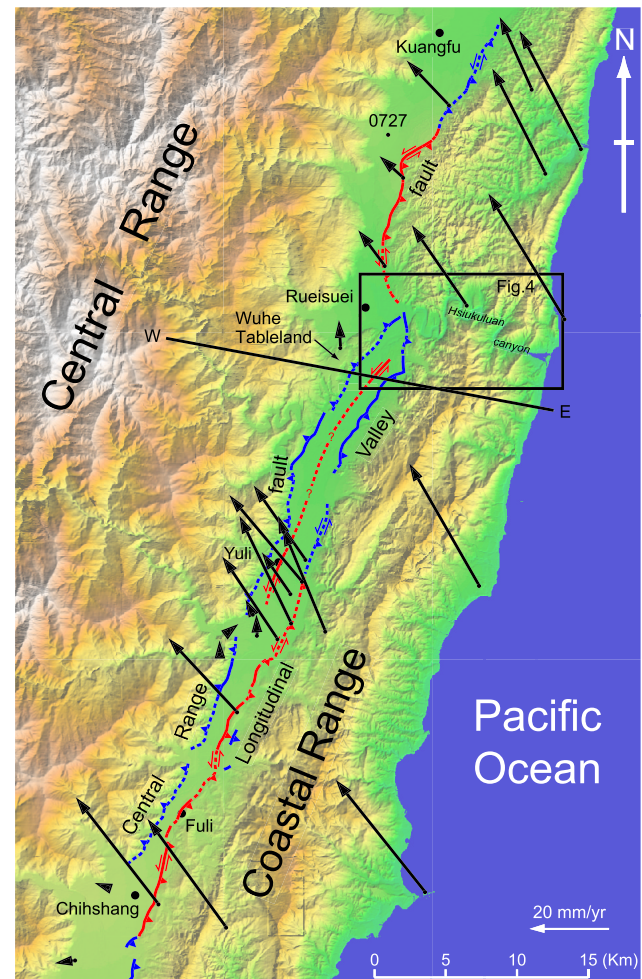 Kuangfu
N
0727
fault
Central Range
Rueisuei
Fig.4
Hsiukuluan
canyon
Wuhe
Tableland
W
E
Valley
fault
?
?
Yuli
Range
Longitudinal
Coastal Range
Pacific
Ocean
Central
Fuli
Chihshang
20 mm/yr
0 5 10 15 (Km)